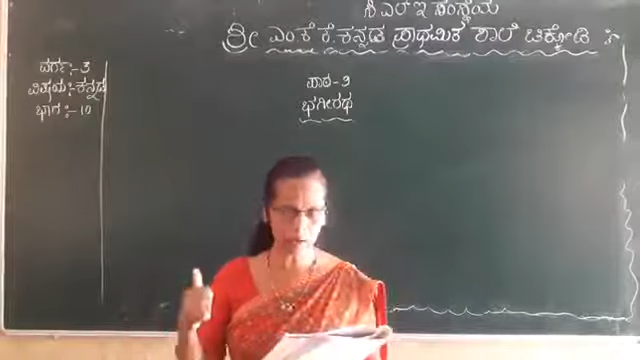 ಸಿ ಎಲ್ ಇ ಸಂಸ್ಥೆಯ
ಶ್ರೀ ಎಂ ಕೆ ಕೆ ಕನ್ನಡ ಪ್ರಾಥಮಿಕ ಶಾಲೆ ಚಿಕ್ಕೋಡಿ :
ವರ್ಗ:- 3
ವಿಷಯ:- ಕನ್ನಡ
ಭಾಗ :- 10
ಪಾಠ - 3
ಭಗೀರಥ